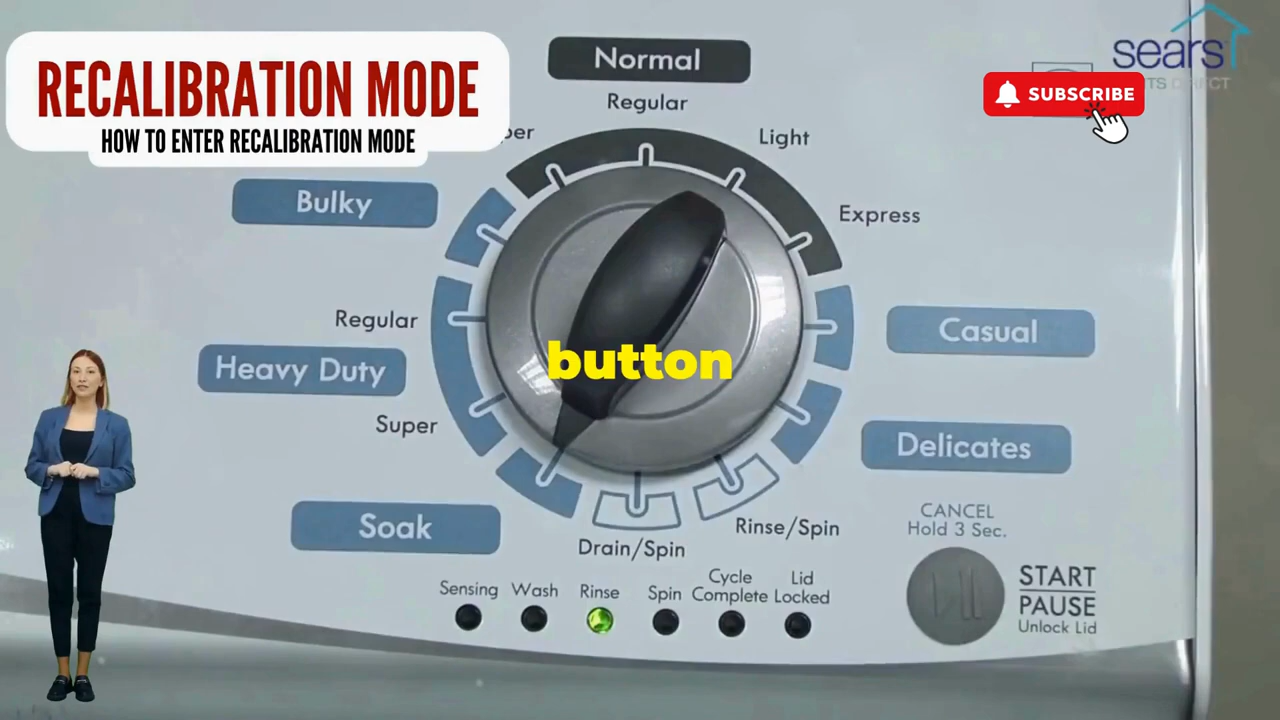 RECALIBRATION MODE
HOW TO ENTER RECALIBRATION MODE
sears
SUBSCRIBE
Normal
Regular
Light
Express
Bulky
Regular
Heavy Duty
Super
Casual
button
Delicates
Soak
Drain/Spin
Rinse/Spin
CANCEL
Hold 3 Sec.
Sensing
Wash
Rinse
Spin
Cycle
Complete
Lid
Locked
START
PAUSE
Unlock Lid